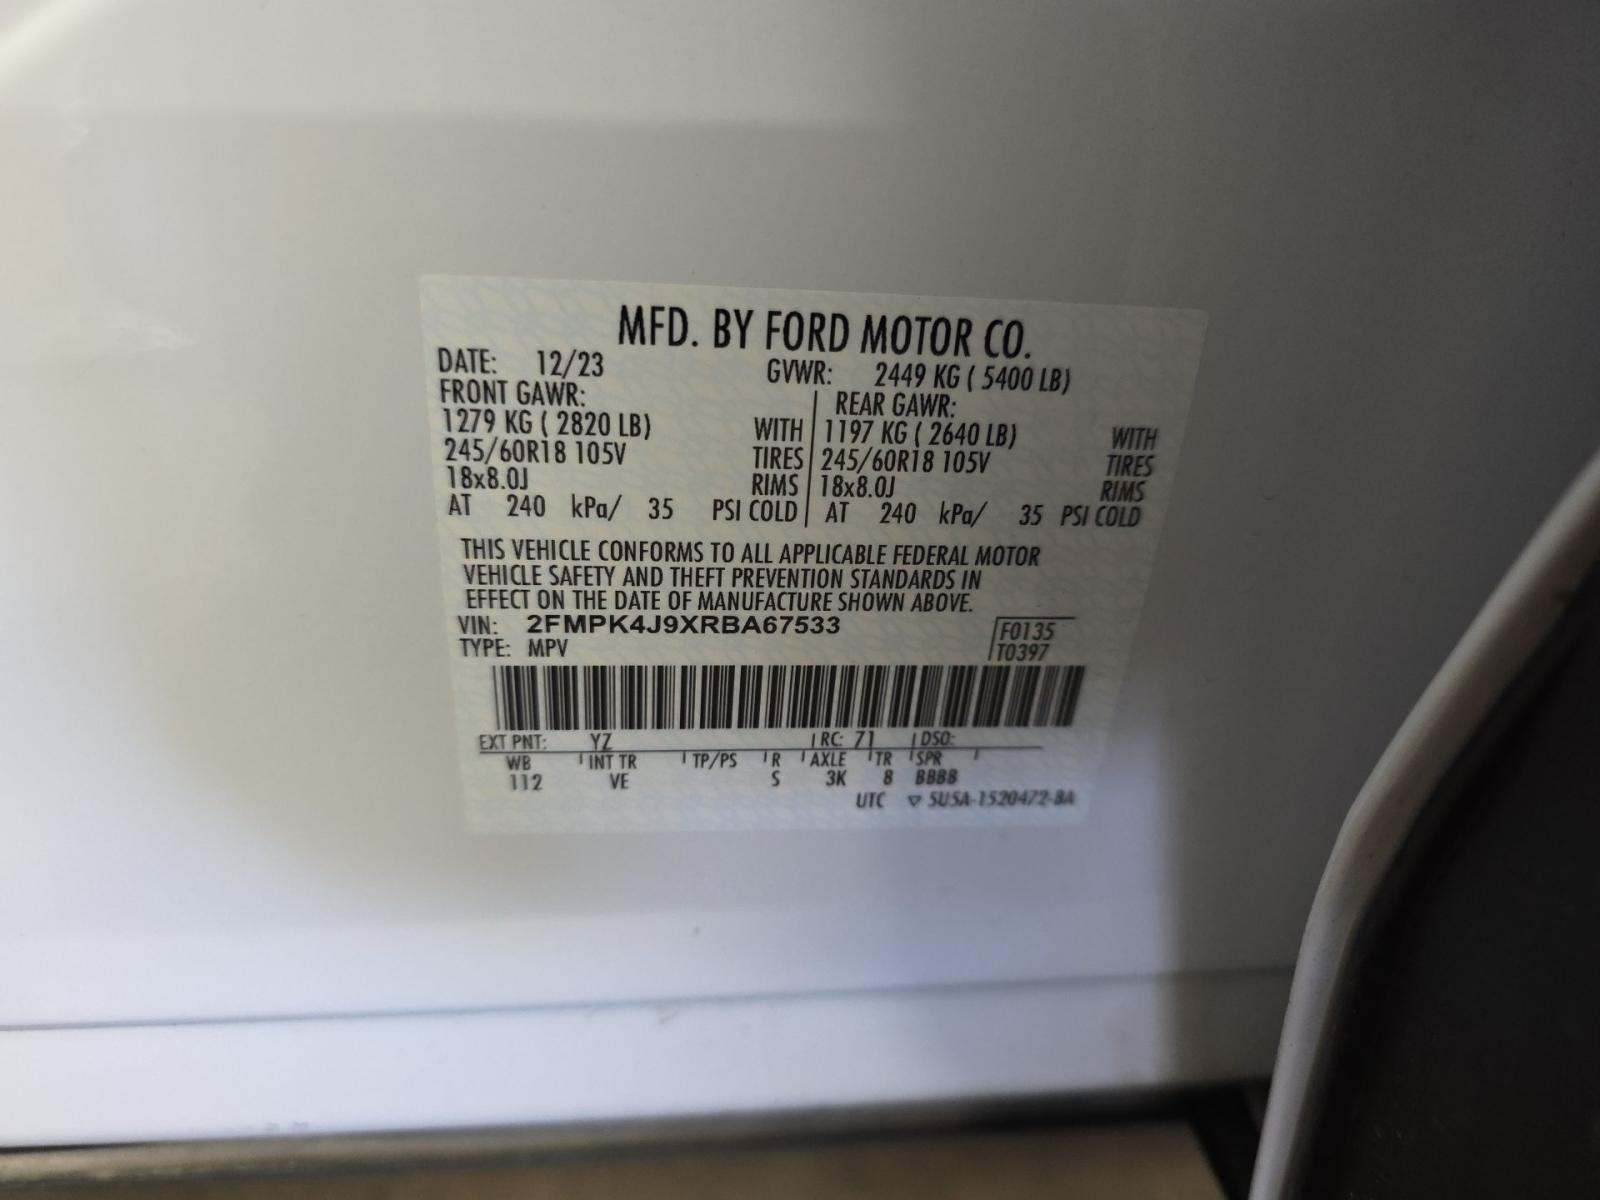 MFD. BY FORD MOTOR CO.
DATE: 12/23 GVWR: 2449 KG ( 5400 LB)
FRONT GAWR: REAR GAWR:
1279 KG ( 2820 LB) WITH 1197 KG ( 2640 LB) WITH
245/60R18 105V TIRES 245/60R18 105V TIRES
18x8.0J RIMS 18x8.0J RIMS
AT 240 kPa/ 35 PSI COLD AT 240 kPa/ 35 PSI COLD
THIS VEHICLE CONFORMS TO ALL APPLICABLE FEDERAL MOTOR
VEHICLE SAFETY AND THEFT PREVENTION STANDARDS IN
EFFECT ON THE DATE OF MANUFACTURE SHOWN ABOVE.
VIN: 2FMPK4J9XRBA67533 F0135
TYPE: MPV T0397
EXT PNT: YZ RC: 71 DSO:
WB INT TR TP/PS R AXLE TR SPR
112 VE S 3K 8 BBBB
UTC ▽ 5U5A-1520472-BA